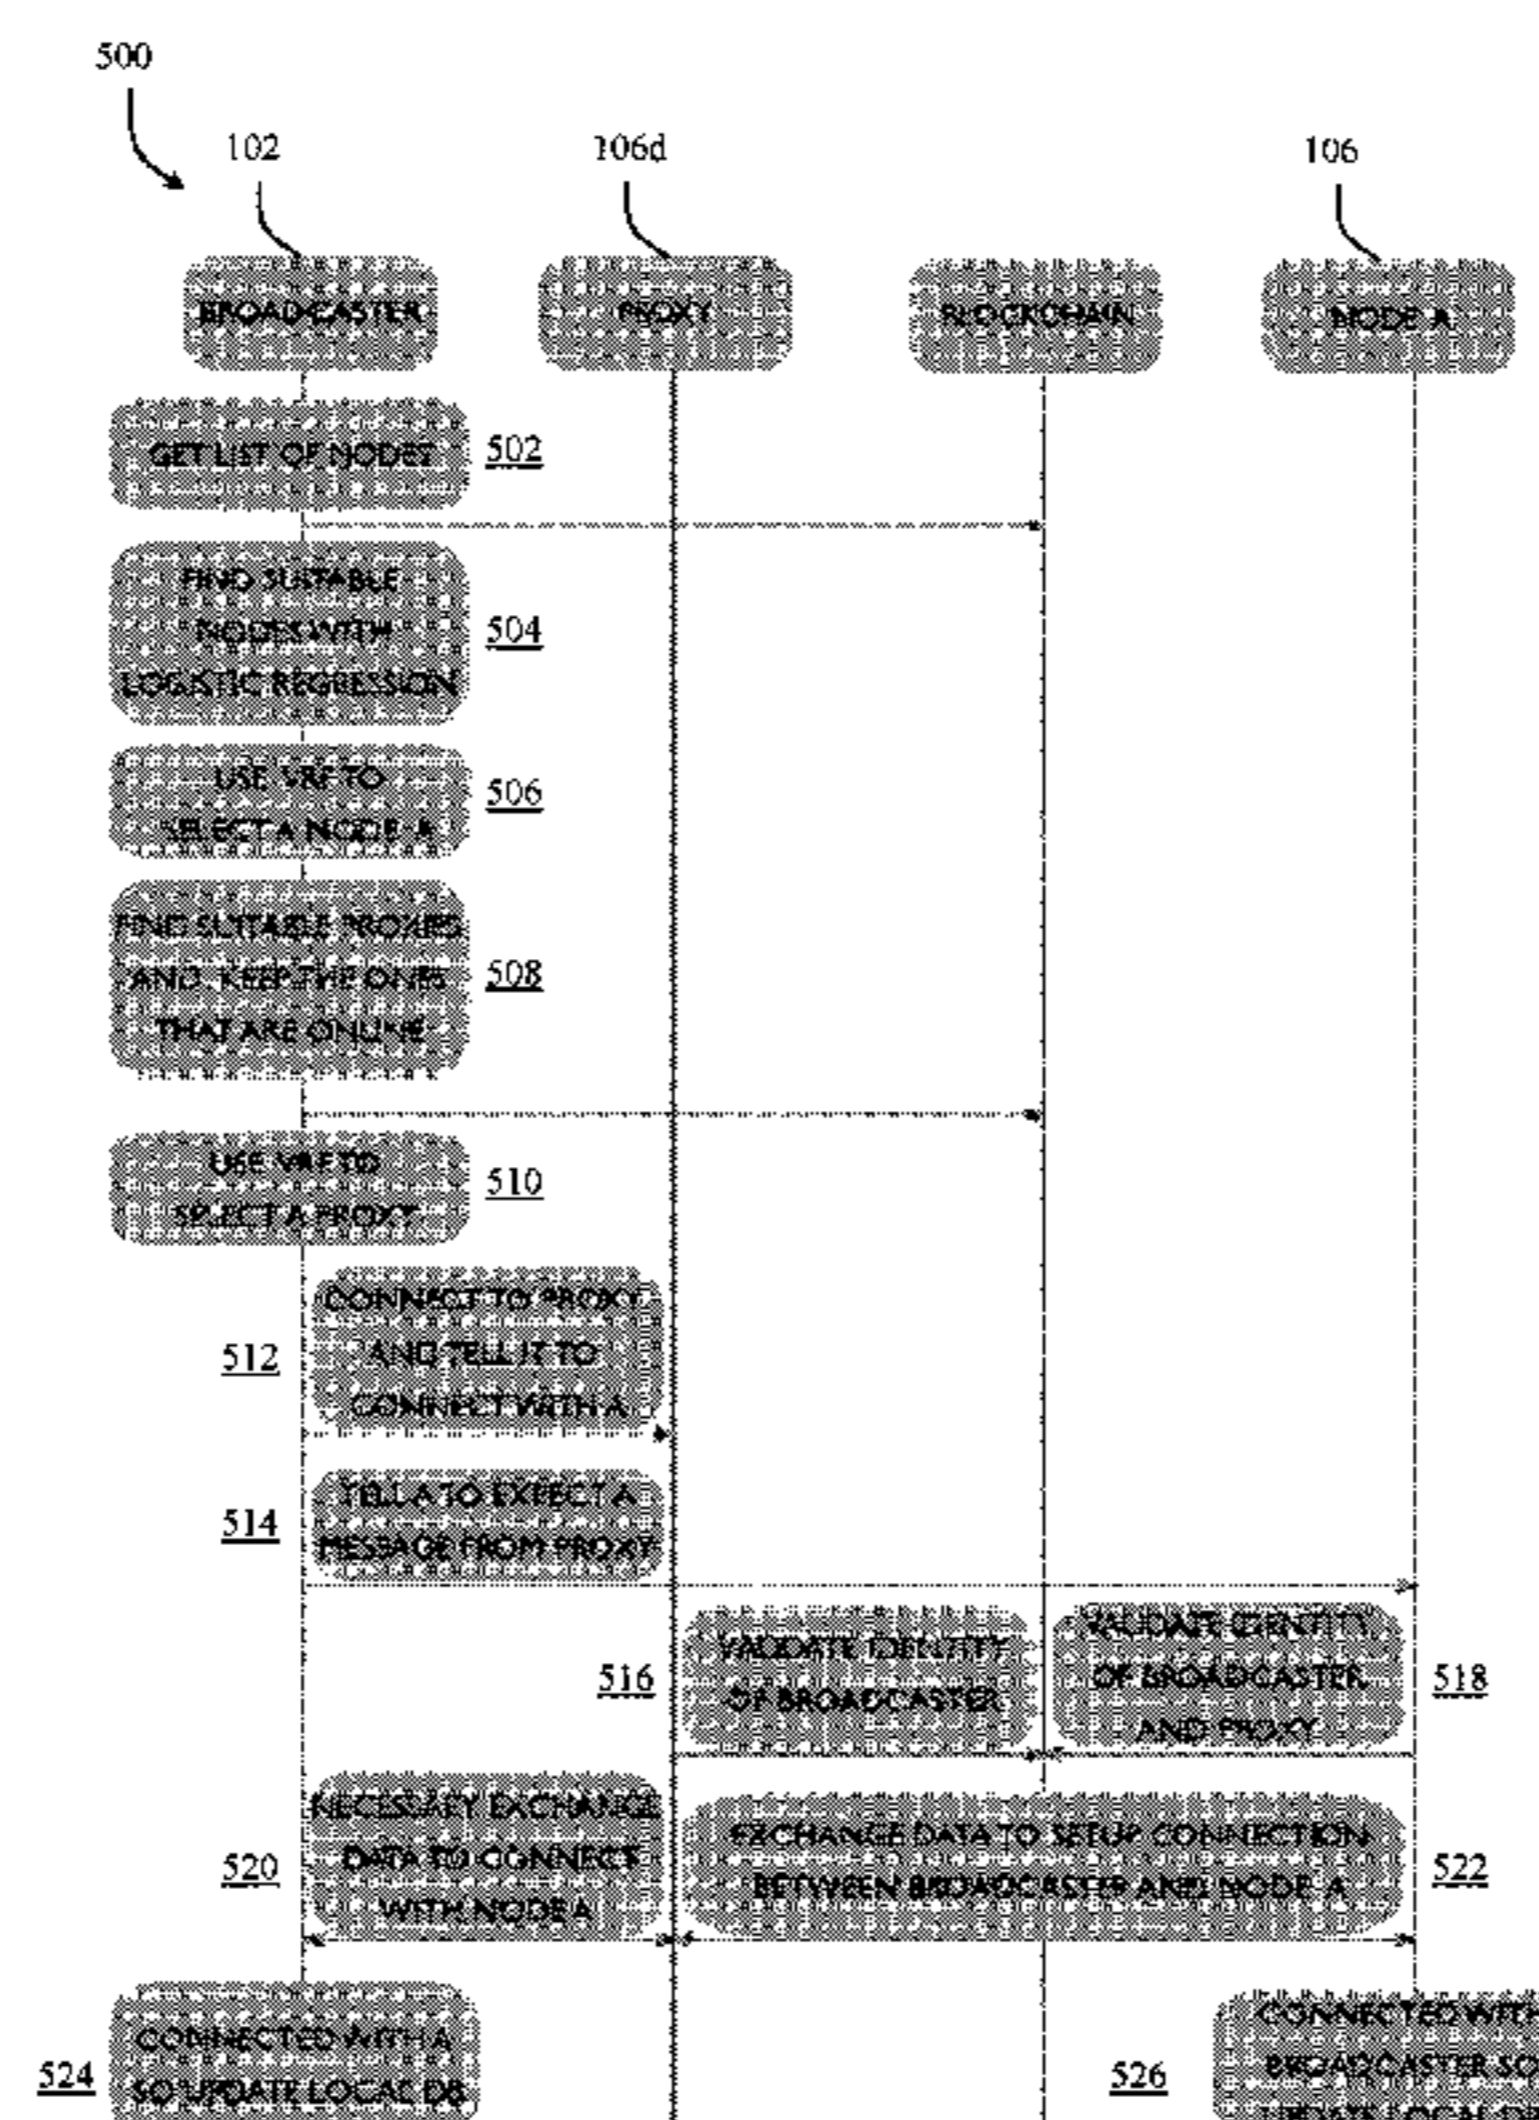 500
102
106d
106
BROADCASTER
PROXY
BLOCKCHAIN
NODE A
GET LIST OF NODES
502
FIND SUITABLE
NODES WITH
LOGISTIC REGRESSION
504
USE VRF TO
SELECT A NODE A
506
FIND SUITABLE PROXIES
AND KEEP THE ONES
THAT ARE ONLINE
508
USE VRF TO
SELECT A PROXY
510
512
CONNECT TO PROXY
AND TELL IT TO
CONNECT WITH A
514
TELL A TO EXPECT A
MESSAGE FROM PROXY
516
VALIDATE IDENTITY
OF BROADCASTER
VALIDATE IDENTITY
OF BROADCASTER
AND PROXY
518
520
NECESSARY EXCHANGE
DATA TO CONNECT
WITH NODE A
EXCHANGE DATA TO SETUP CONNECTION
BETWEEN BROADCASTER AND NODE A
522
524
CONNECTED WITH A
SO UPDATE LOCAL DB
526
CONNECTED WITH
BROADCASTER SO
UPDATE LOCAL DB